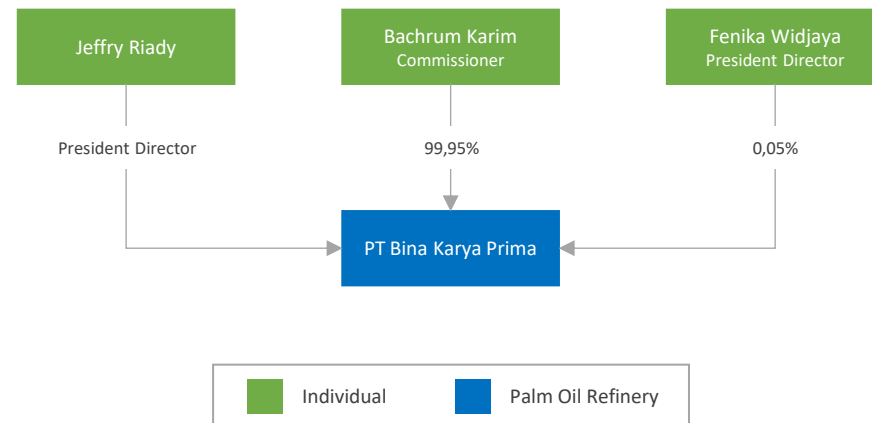 Jeffry Riady
Bachrum Karim
Commissioner
Fenika Widjaya
President Director
President Director
99,95%
0,05%
PT Bina Karya Prima
Individual
Palm Oil Refinery